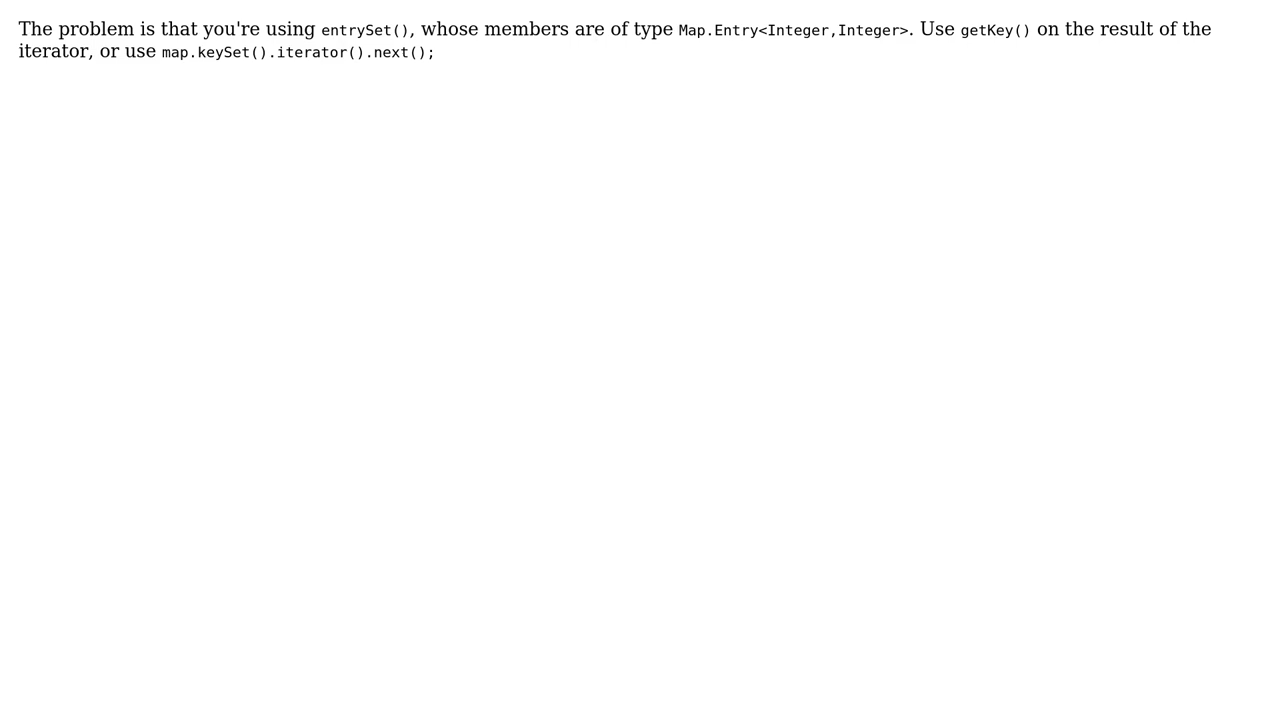 The problem is that you're using entrySet(), whose members are of type Map.Entry<Integer,Integer>. Use getKey() on the result of the
iterator, or use map.keySet().iterator().next();